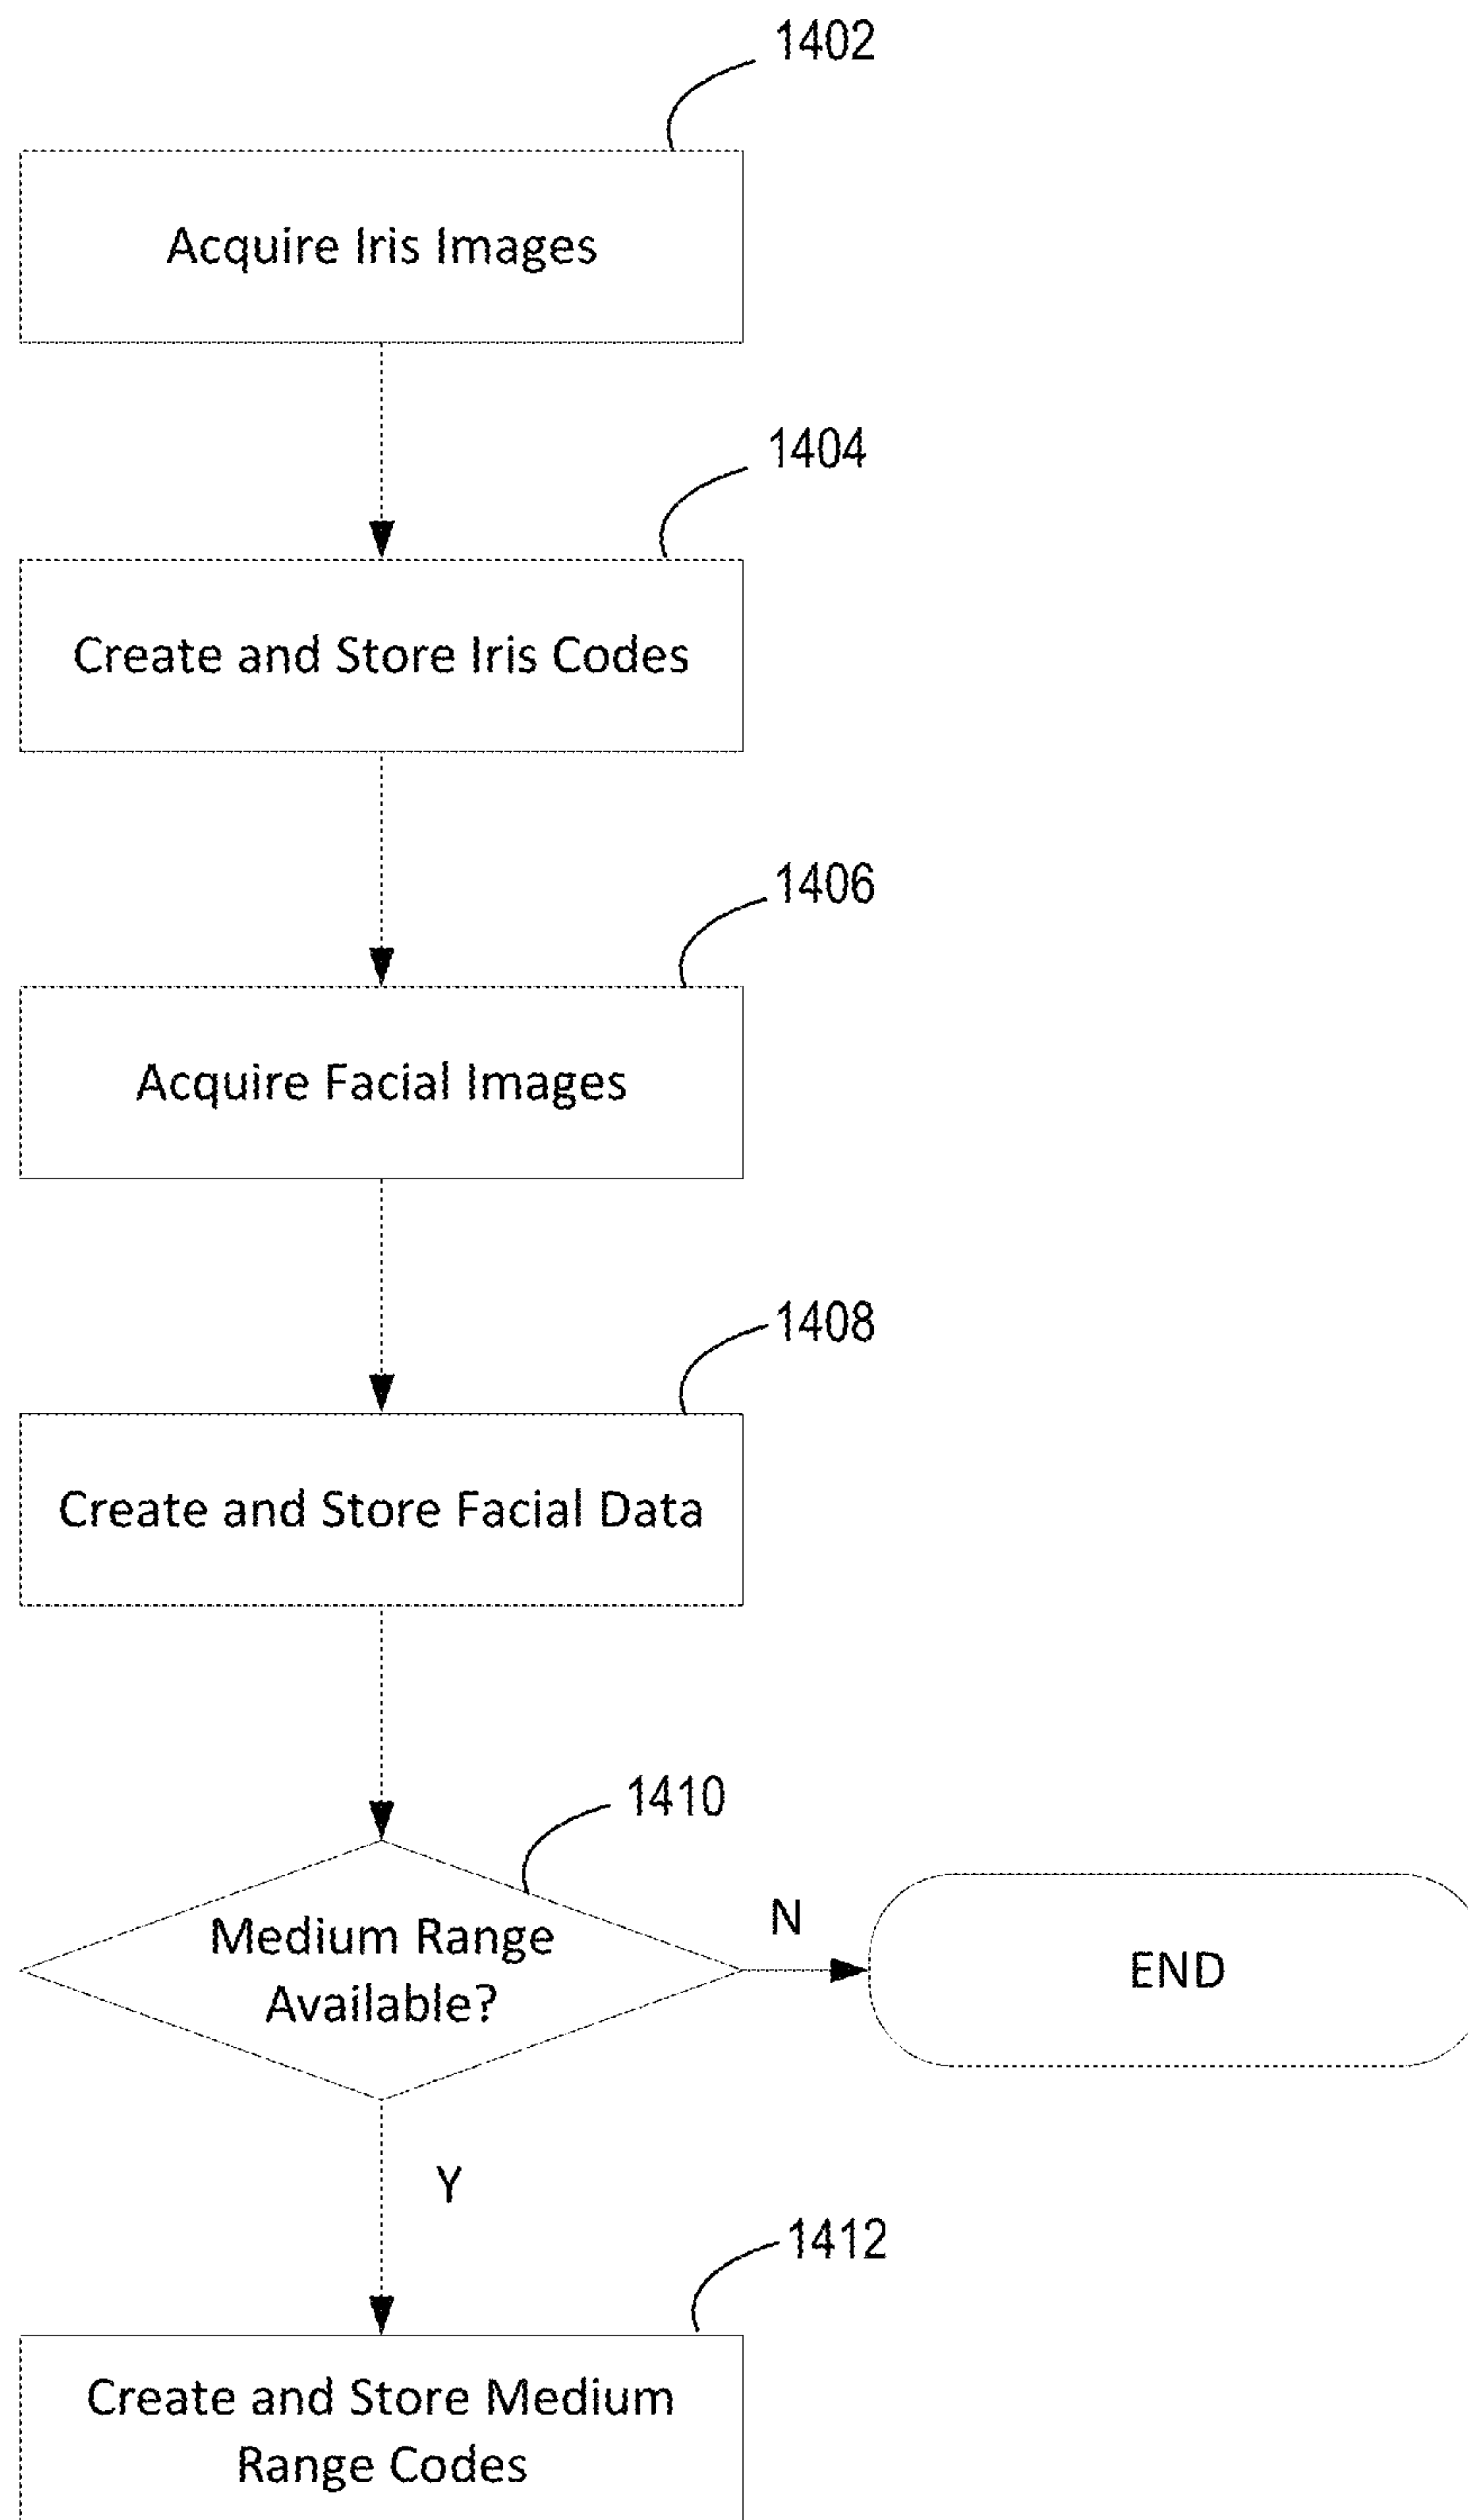 1402
Acquire Iris Images
1404
Create and Store Iris Codes
1406
Acquire Facial Images
1408
Create and Store Facial Data
1410
Medium Range
Available?
N
END
Y
1412
Create and Store Medium
Range Codes